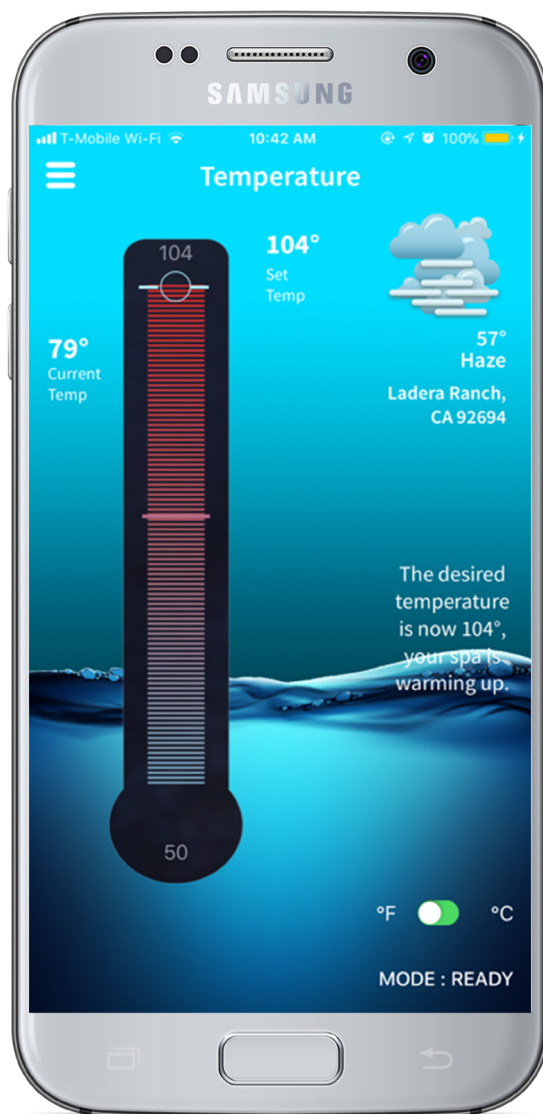 SAMSUNG
T-Mobile Wi-Fi 10:42 AM 100%
Temperature
104
104°
Set
Temp
79°
Current
Temp
57°
Haze
Ladera Ranch,
CA 92694
The desired
temperature
is now 104°,
your spa is
warming up.
50
°F °C
MODE : READY